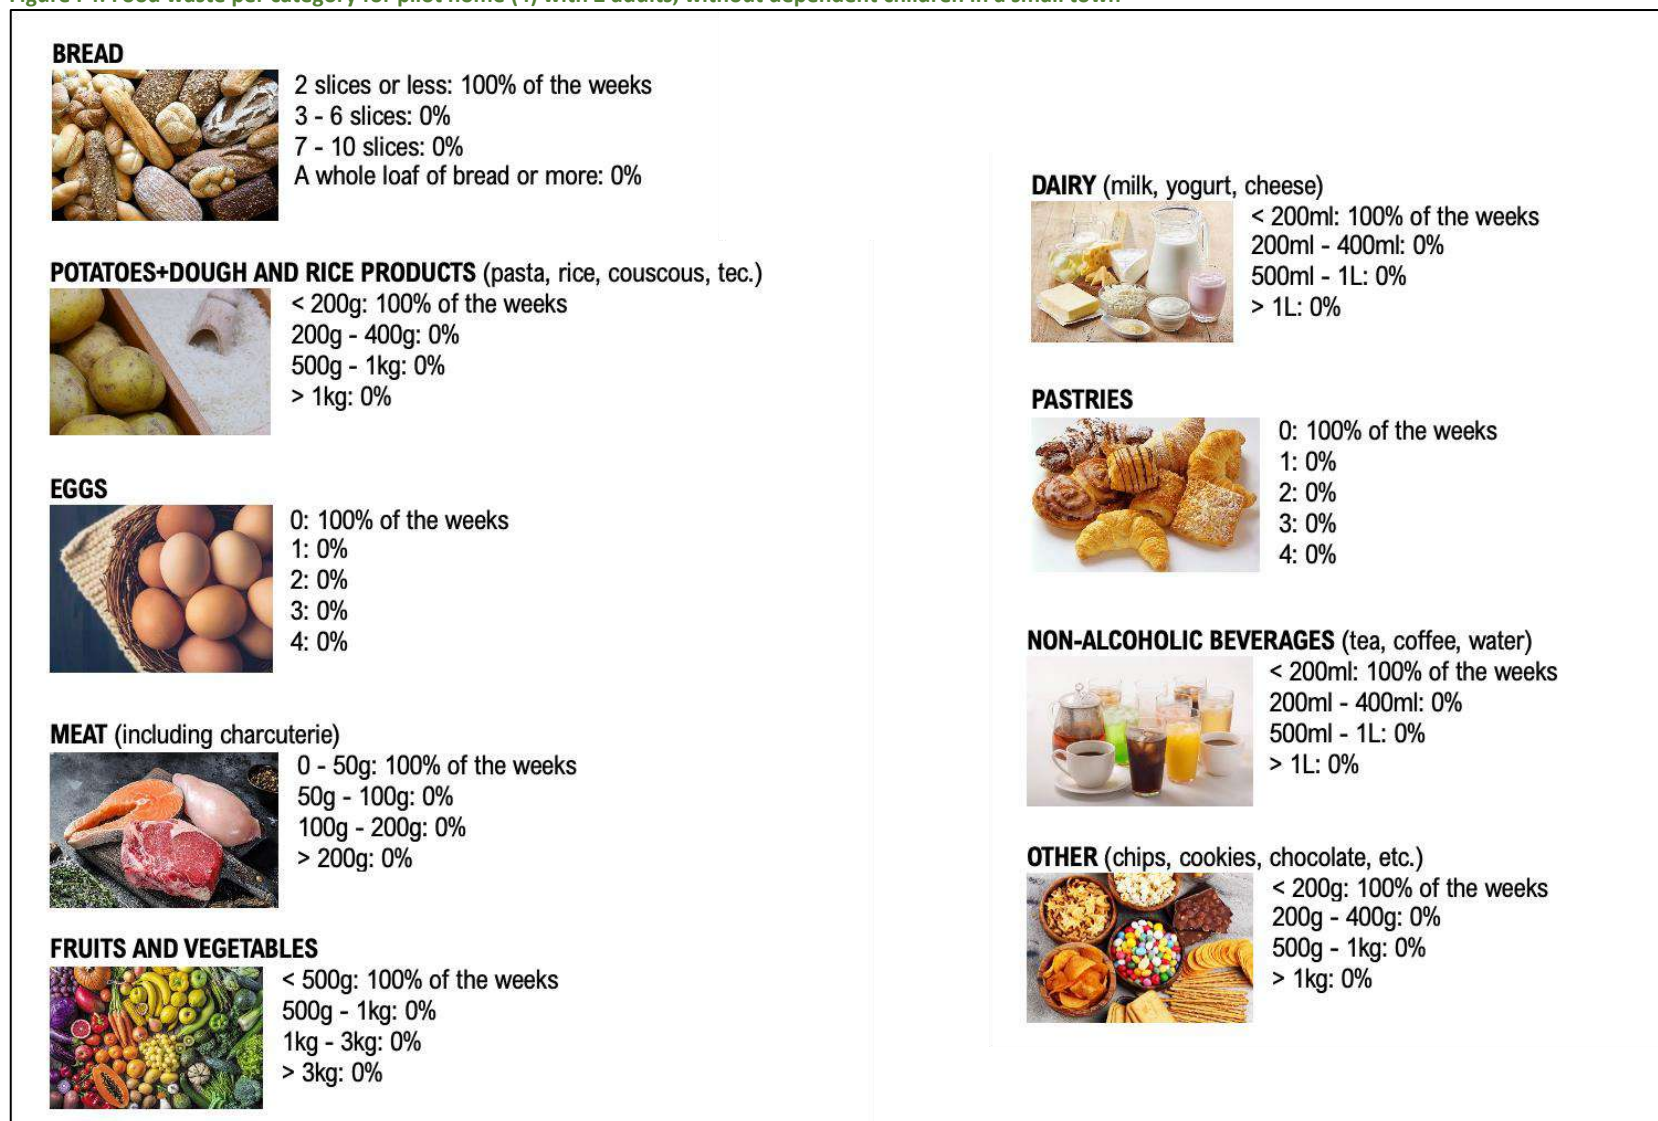 BREAD
2 slices or less: 100% of the weeks
3 - 6 slices: 0%
7 - 10 slices: 0%
A whole loaf of bread or more: 0%
POTATOES+DOUGH AND RICE PRODUCTS (pasta, rice, couscous, tec.)
< 200g: 100% of the weeks
200g - 400g: 0%
500g - 1kg: 0%
> 1kg: 0%
EGGS
0: 100% of the weeks
1: 0%
2: 0%
3: 0%
4: 0%
MEAT (including charcuterie)
0 - 50g: 100% of the weeks
50g - 100g: 0%
100g - 200g: 0%
> 200g: 0%
FRUITS AND VEGETABLES
< 500g: 100% of the weeks
500g - 1kg: 0%
1kg - 3kg: 0%
> 3kg: 0%
DAIRY (milk, yogurt, cheese)
< 200ml: 100% of the weeks
200ml - 400ml: 0%
500ml - 1L: 0%
> 1L: 0%
PASTRIES
0: 100% of the weeks
1: 0%
2: 0%
3: 0%
4: 0%
NON-ALCOHOLIC BEVERAGES (tea, coffee, water)
< 200ml: 100% of the weeks
200ml - 400ml: 0%
500ml - 1L: 0%
> 1L: 0%
OTHER (chips, cookies, chocolate, etc.)
< 200g: 100% of the weeks
200g - 400g: 0%
500g - 1kg: 0%
> 1kg: 0%